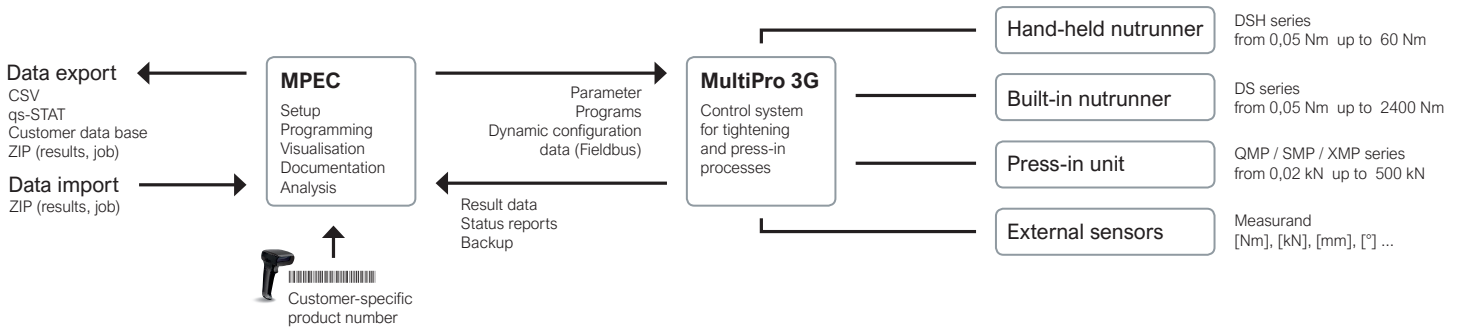 Data export
CSV
qs-STAT
Customer data base
ZIP (results, job)
Data import
ZIP (results, job)
MPEC
Setup
Programming
Visualisation
Documentation
Analysis
Customer-specific
product number
Parameter
Programs
Dynamic configuration
data (Fieldbus)
Result data
Status reports
Backup
MultiPro 3G
Control system
for tightening
and press-in
processes
Hand-held nutrunner
DSH series
from 0,05 Nm up to 60 Nm
Built-in nutrunner
DS series
from 0,05 Nm up to 2400 Nm
Press-in unit
QMP / SMP / XMP series
from 0,02 kN up to 500 kN
External sensors
Measurand
[Nm], [kN], [mm], [°] ...